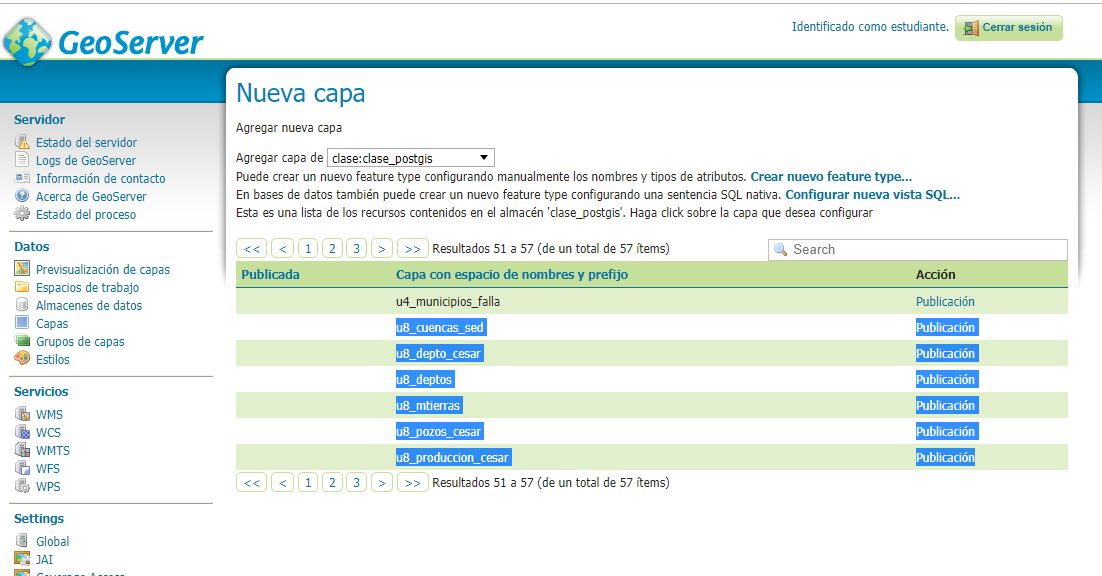 GeoServer
Identificado como estudiante. Cerrar sesión
Servidor
Estado del servidor
Logs de GeoServer
Información de contacto
Acerca de GeoServer
Estado del proceso
Datos
Previsualización de capas
Espacios de trabajo
Almacenes de datos
Capas
Grupos de capas
Estilos
Servicios
WMS
WCS
WMTS
WFS
WPS
Settings
Global
JAI
Coverage Access
Nueva capa
Agregar nueva capa
Agregar capa de clase:clase_postgis
Puede crear un nuevo feature type configurando manualmente los nombres y tipos de atributos. Crear nuevo feature type...
En bases de datos también puede crear un nuevo feature type configurando una sentencia SQL nativa. Configurar nueva vista SQL...
Esta es una lista de los recursos contenidos en el almacén 'clase_postgis'. Haga click sobre la capa que desea configurar
<< < 1 2 3 > >> Resultados 51 a 57 (de un total de 57 ítems) Search
Publicada Capa con espacio de nombres y prefijo Acción
u4_municipios_falla Publicación
u8_cuencas_sed Publicación
u8_depto_cesar Publicación
u8_deptos Publicación
u8_mtierras Publicación
u8_pozos_cesar Publicación
u8_produccion_cesar Publicación
<< < 1 2 3 > >> Resultados 51 a 57 (de un total de 57 ítems)